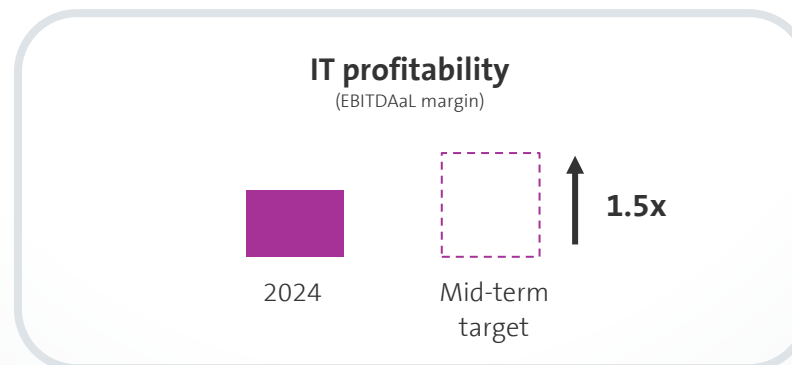 IT profitability
(EBITDAaL margin)
1.5x
2024
Mid-term
target